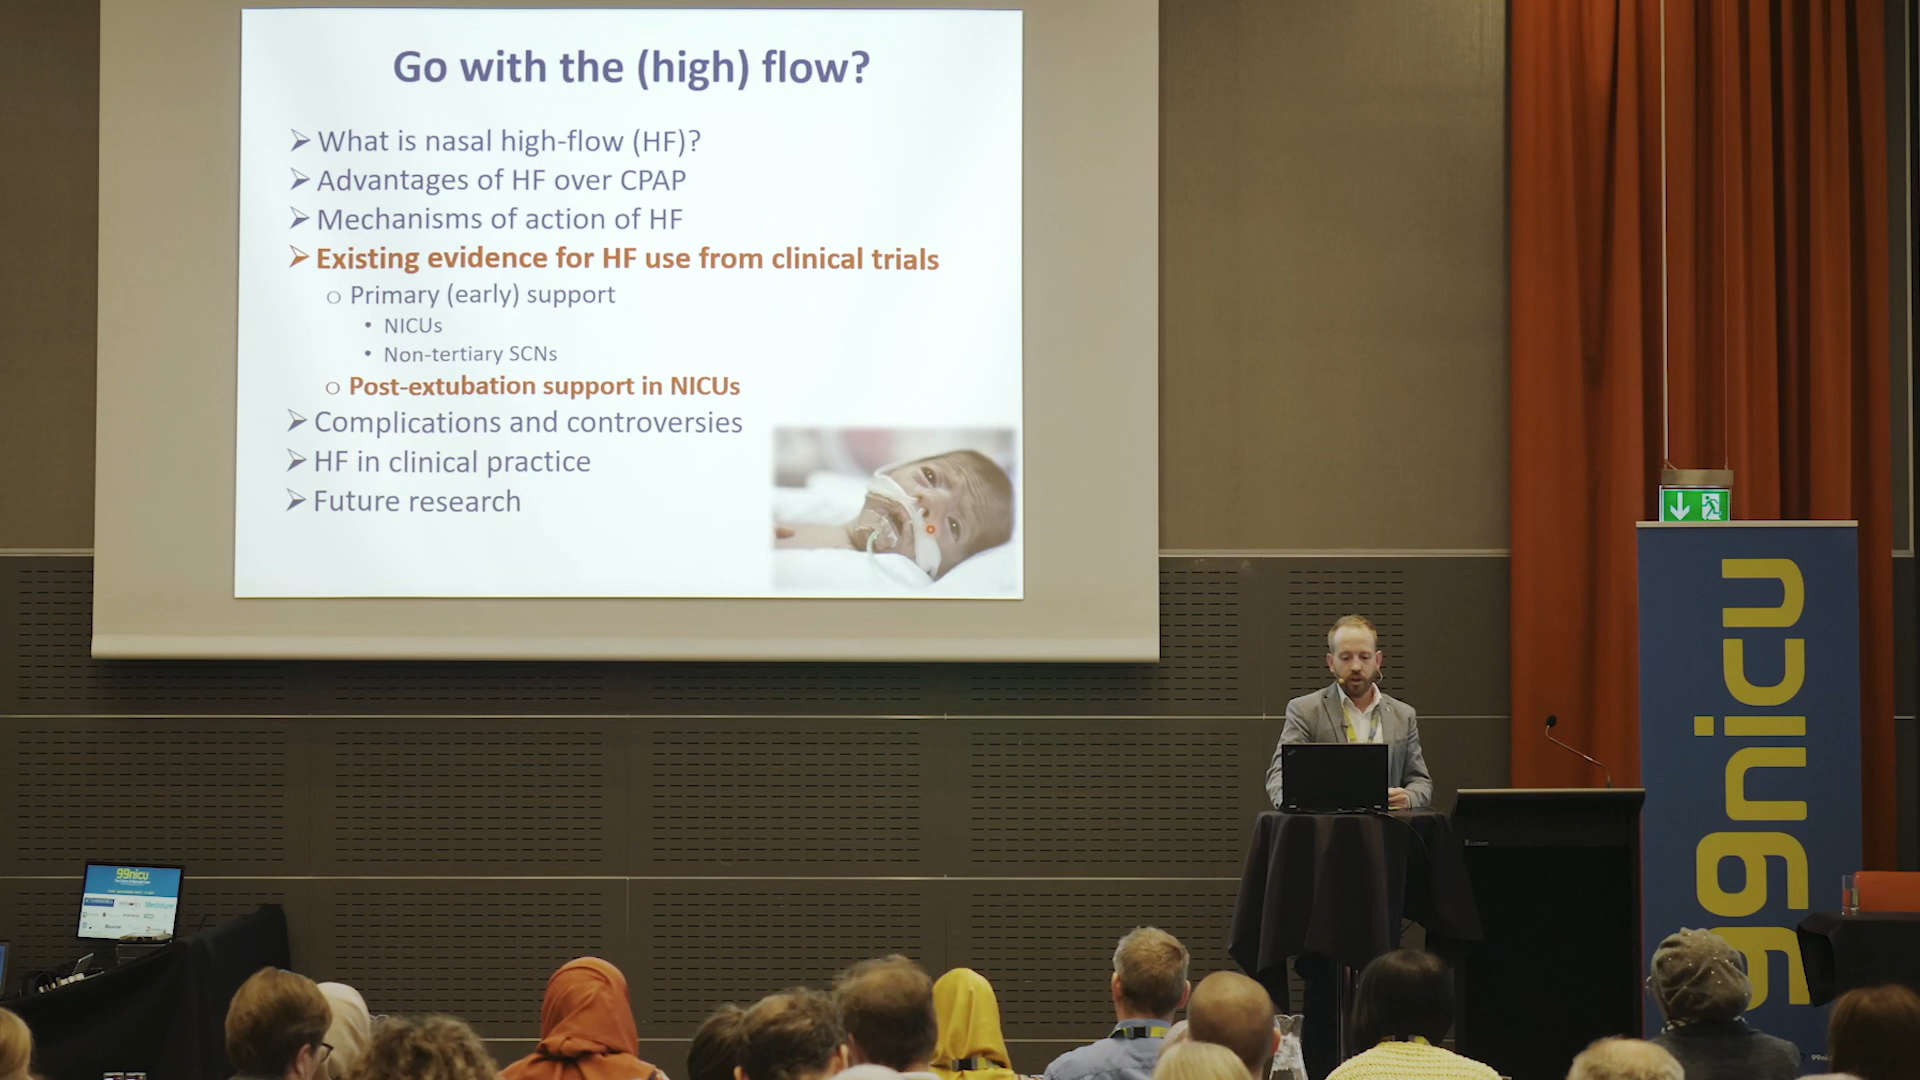 Go with the (high) flow?
What is nasal high-flow (HF)?
Advantages of HF over CPAP
Mechanisms of action of HF
Existing evidence for HF use from clinical trials
Primary (early) support
NICUs
Non-tertiary SCNs
Post-extubation support in NICUs
Complications and controversies
HF in clinical practice
Future research
99nicu
99nicu